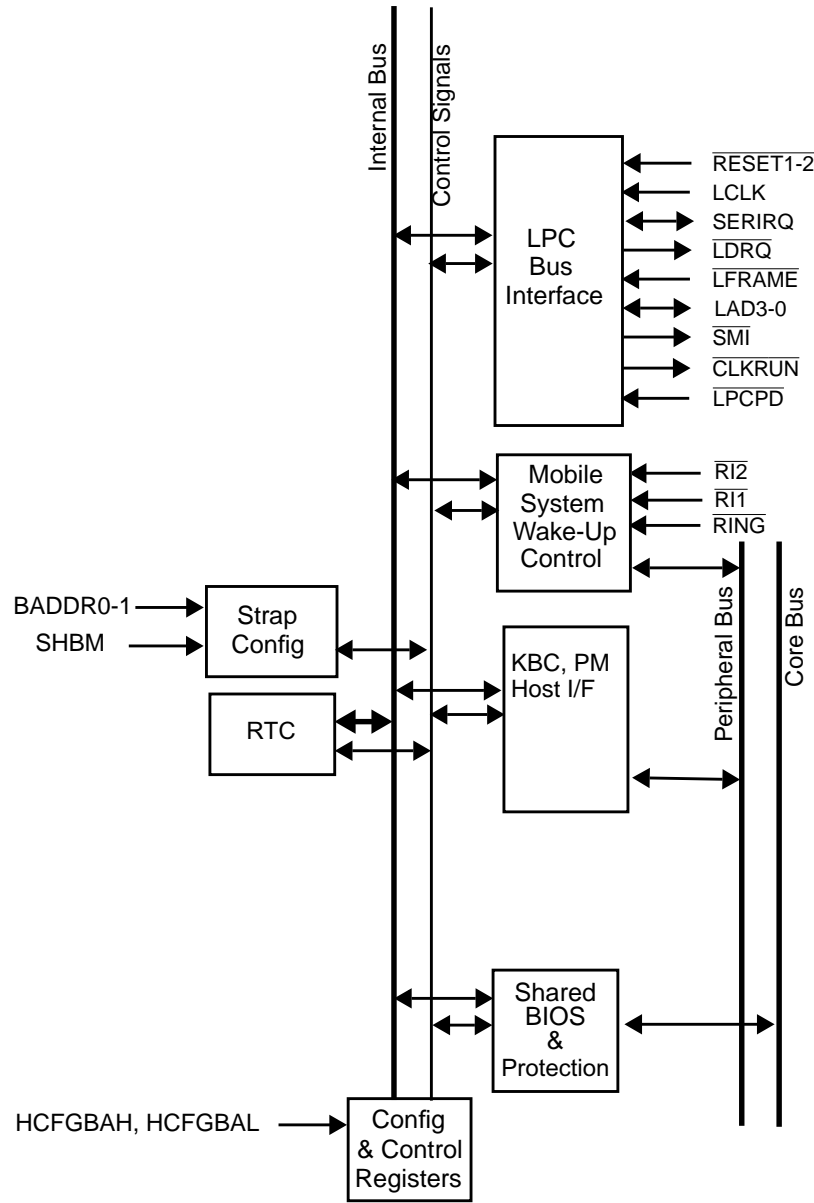 Internal Bus
Control Signals
LPC
Bus
Interface
RESET1-2
LCLK
SERIRQ
LDRQ
LFRAME
LAD3-0
SMI
CLKRUN
LPCPD
Mobile
System
Wake-Up
Control
RI2
RI1
RING
Peripheral Bus
Core Bus
BADDR0-1
SHBM
Strap
Config
RTC
KBC, PM
Host I/F
Shared
BIOS
&
Protection
HCFGBAH, HCFGBAL
Config
& Control
Registers